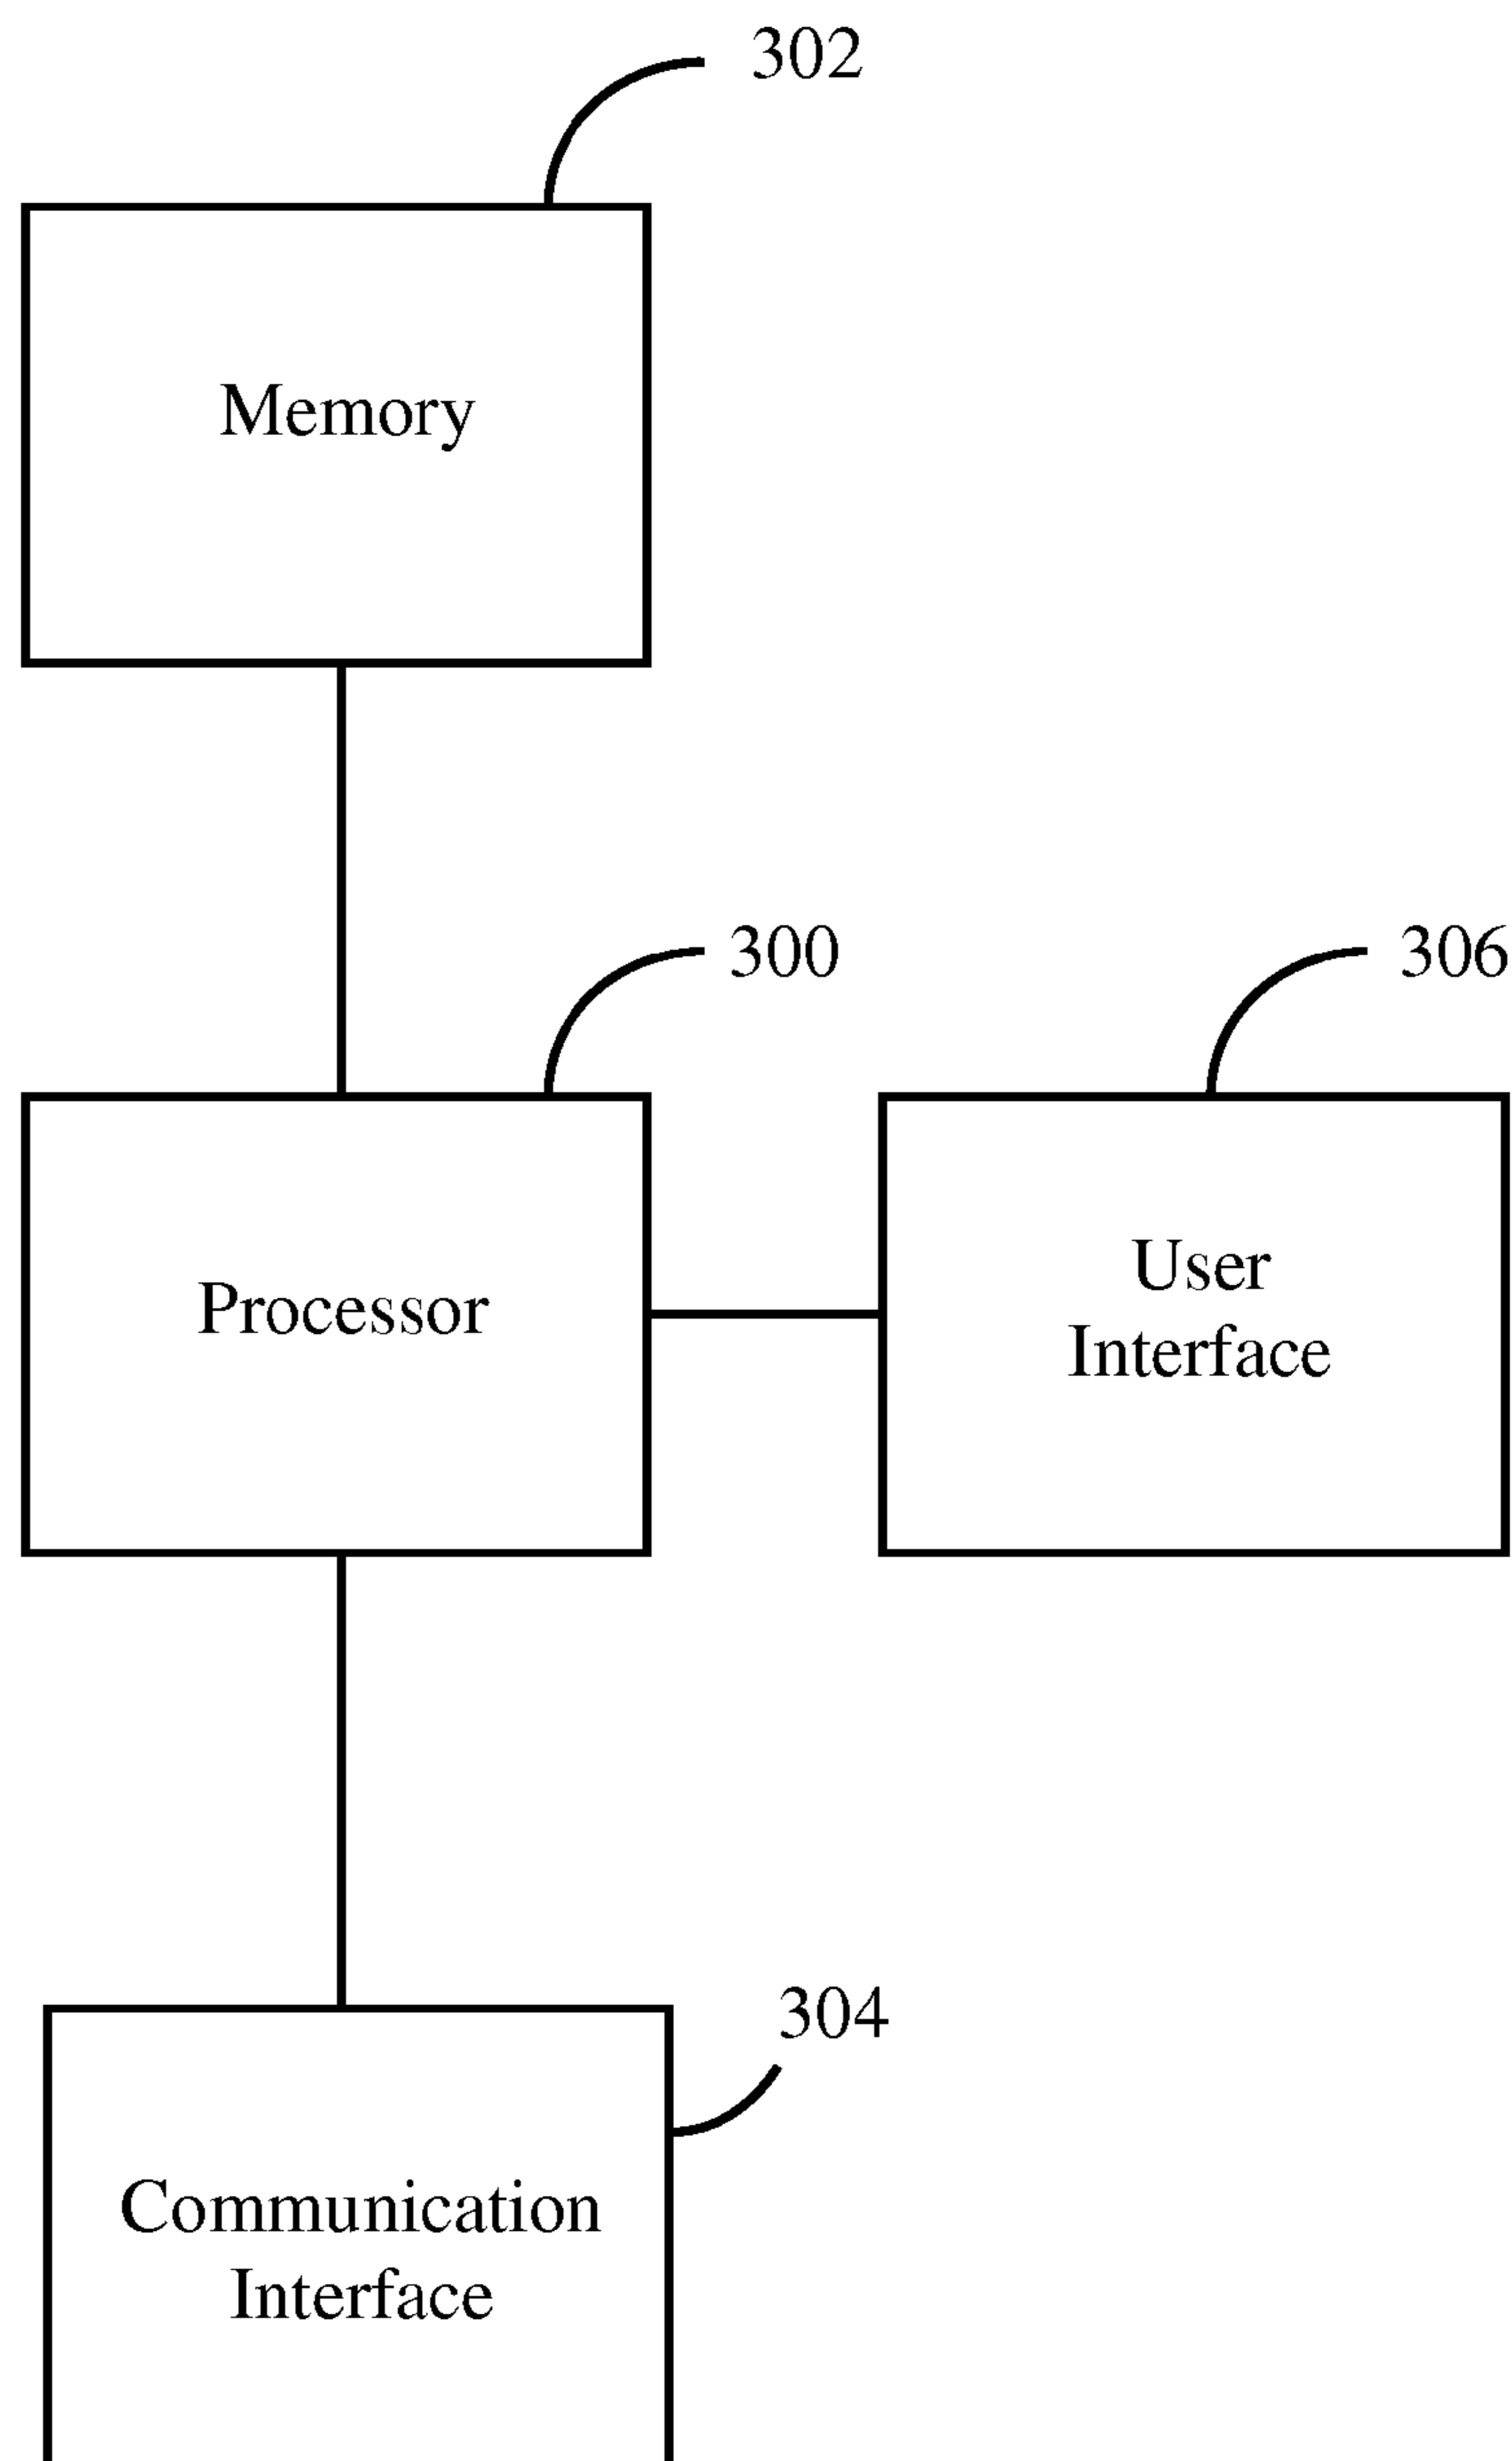 302
Memory
300
306
Processor
User
Interface
304
Communication
Interface